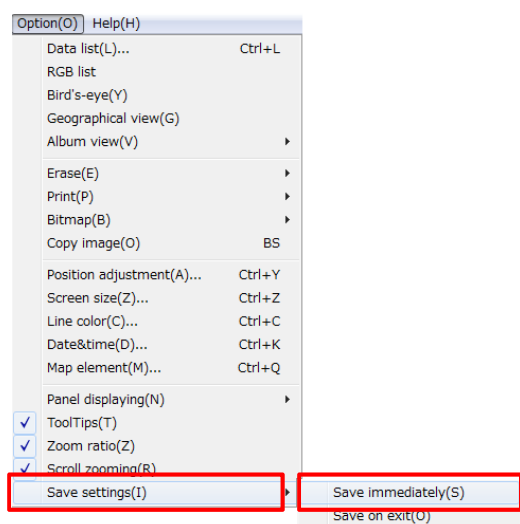 Option(O) Help(H)
Data list(L)... Ctrl+L
RGB list
Bird's-eye(Y)
Geographical view(G)
Album view(V)
Erase(E)
Print(P)
Bitmap(B)
Copy image(O) BS
Position adjustment(A)... Ctrl+Y
Screen size(Z)... Ctrl+Z
Line color(C)... Ctrl+C
Date&time(D)... Ctrl+K
Map element(M)... Ctrl+Q
Panel displaying(N)
ToolTips(T)
Zoom ratio(Z)
Scroll zooming(R)
Save settings(I) Save immediately(S)
Save on exit(O)